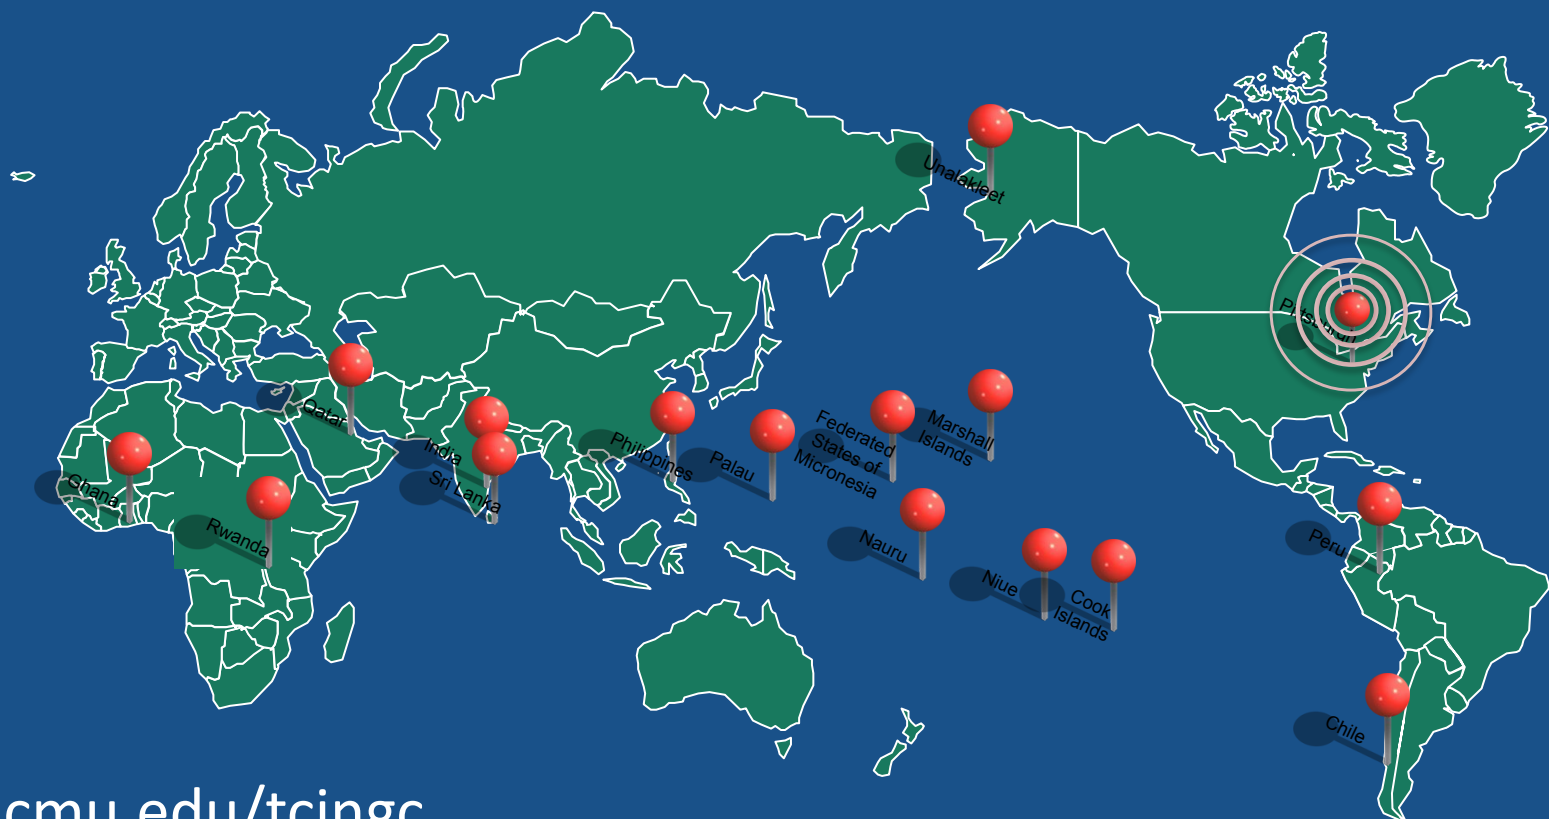 Unalakleet
Pittsburgh
Qatar
India
Sri Lanka
Ghana
Rwanda
Philippines
Palau
Federated
States of
Micronesia
Marshall
Islands
Nauru
Niue
Cook
Islands
Peru
Chile
cmu.edu/tcingc